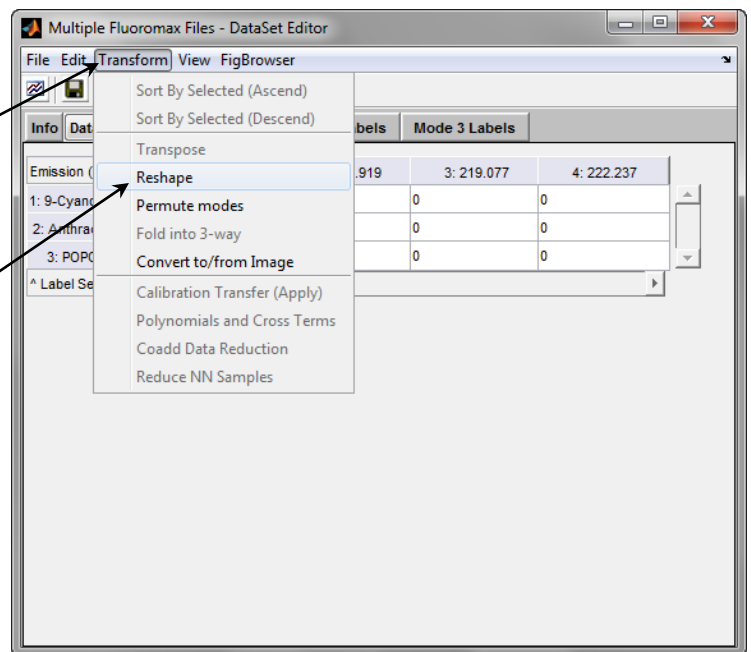 Multiple Fluoromax Files - DataSet Editor
File Edit Transform View FigBrowser
Sort By Selected (Ascend)
Sort By Selected (Descend)
Transpose
Reshape
Permute modes
Fold into 3-way
Convert to/from Image
Calibration Transfer (Apply)
Polynomials and Cross Terms
Coadd Data Reduction
Reduce NN Samples
Info Dat bels Mode 3 Labels
Emission ( .919 3: 219.077 4: 222.237
1: 9-Cyano 0 0
2: Anthra 0 0
3: POPO 0 0
^ Label Se